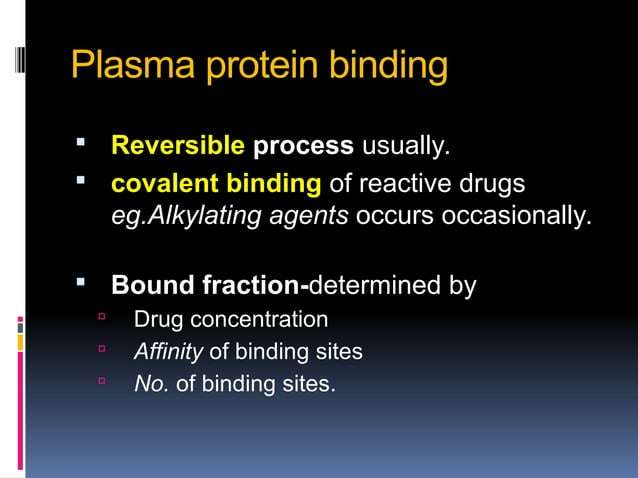 Plasma protein binding
Reversible process usually.
covalent binding of reactive drugs
eg.Alkylating agents occurs occasionally.
Bound fraction-determined by
Drug concentration
Affinity of binding sites
No. of binding sites.